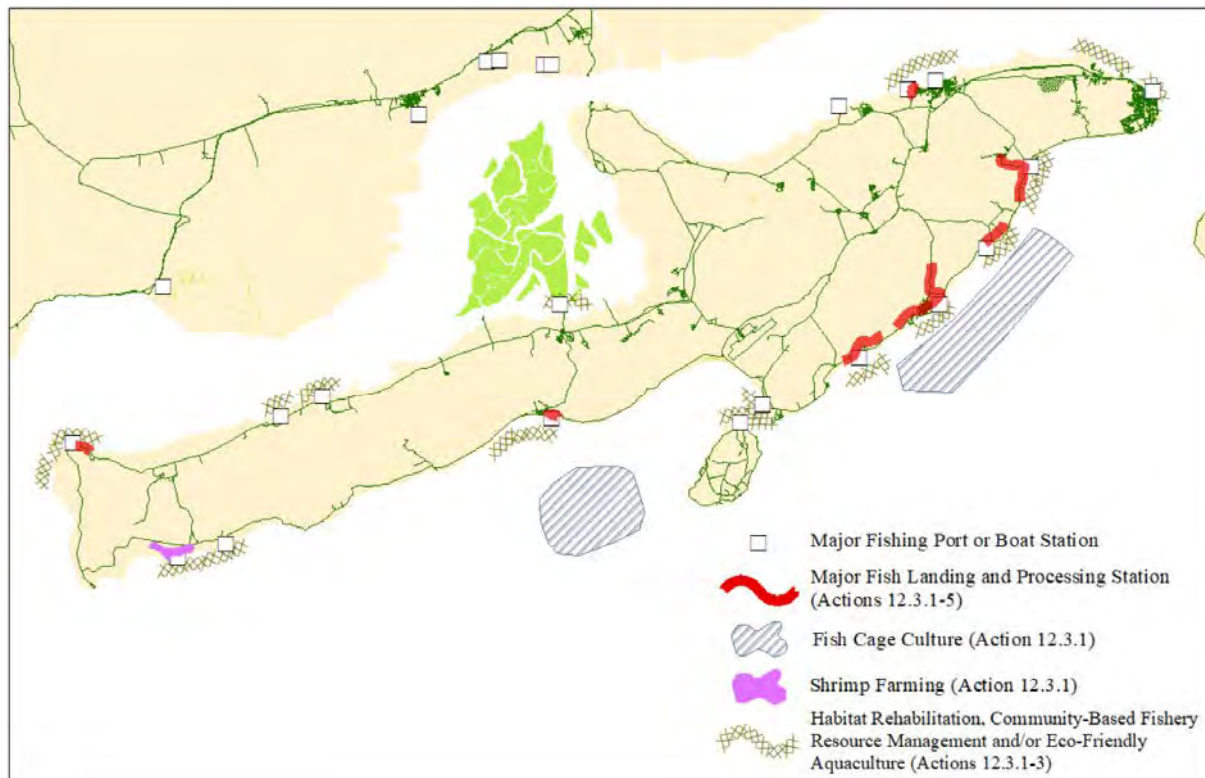 Major Fishing Port or Boat Station
Major Fish Landing and Processing Station
(Actions 12.3.1-5)
Fish Cage Culture (Action 12.3.1)
Shrimp Farming (Action 12.3.1)
Habitat Rehabilitation, Community-Based Fishery
Resource Management and/or Eco-Friendly
Aquaculture (Actions 12.3.1-3)